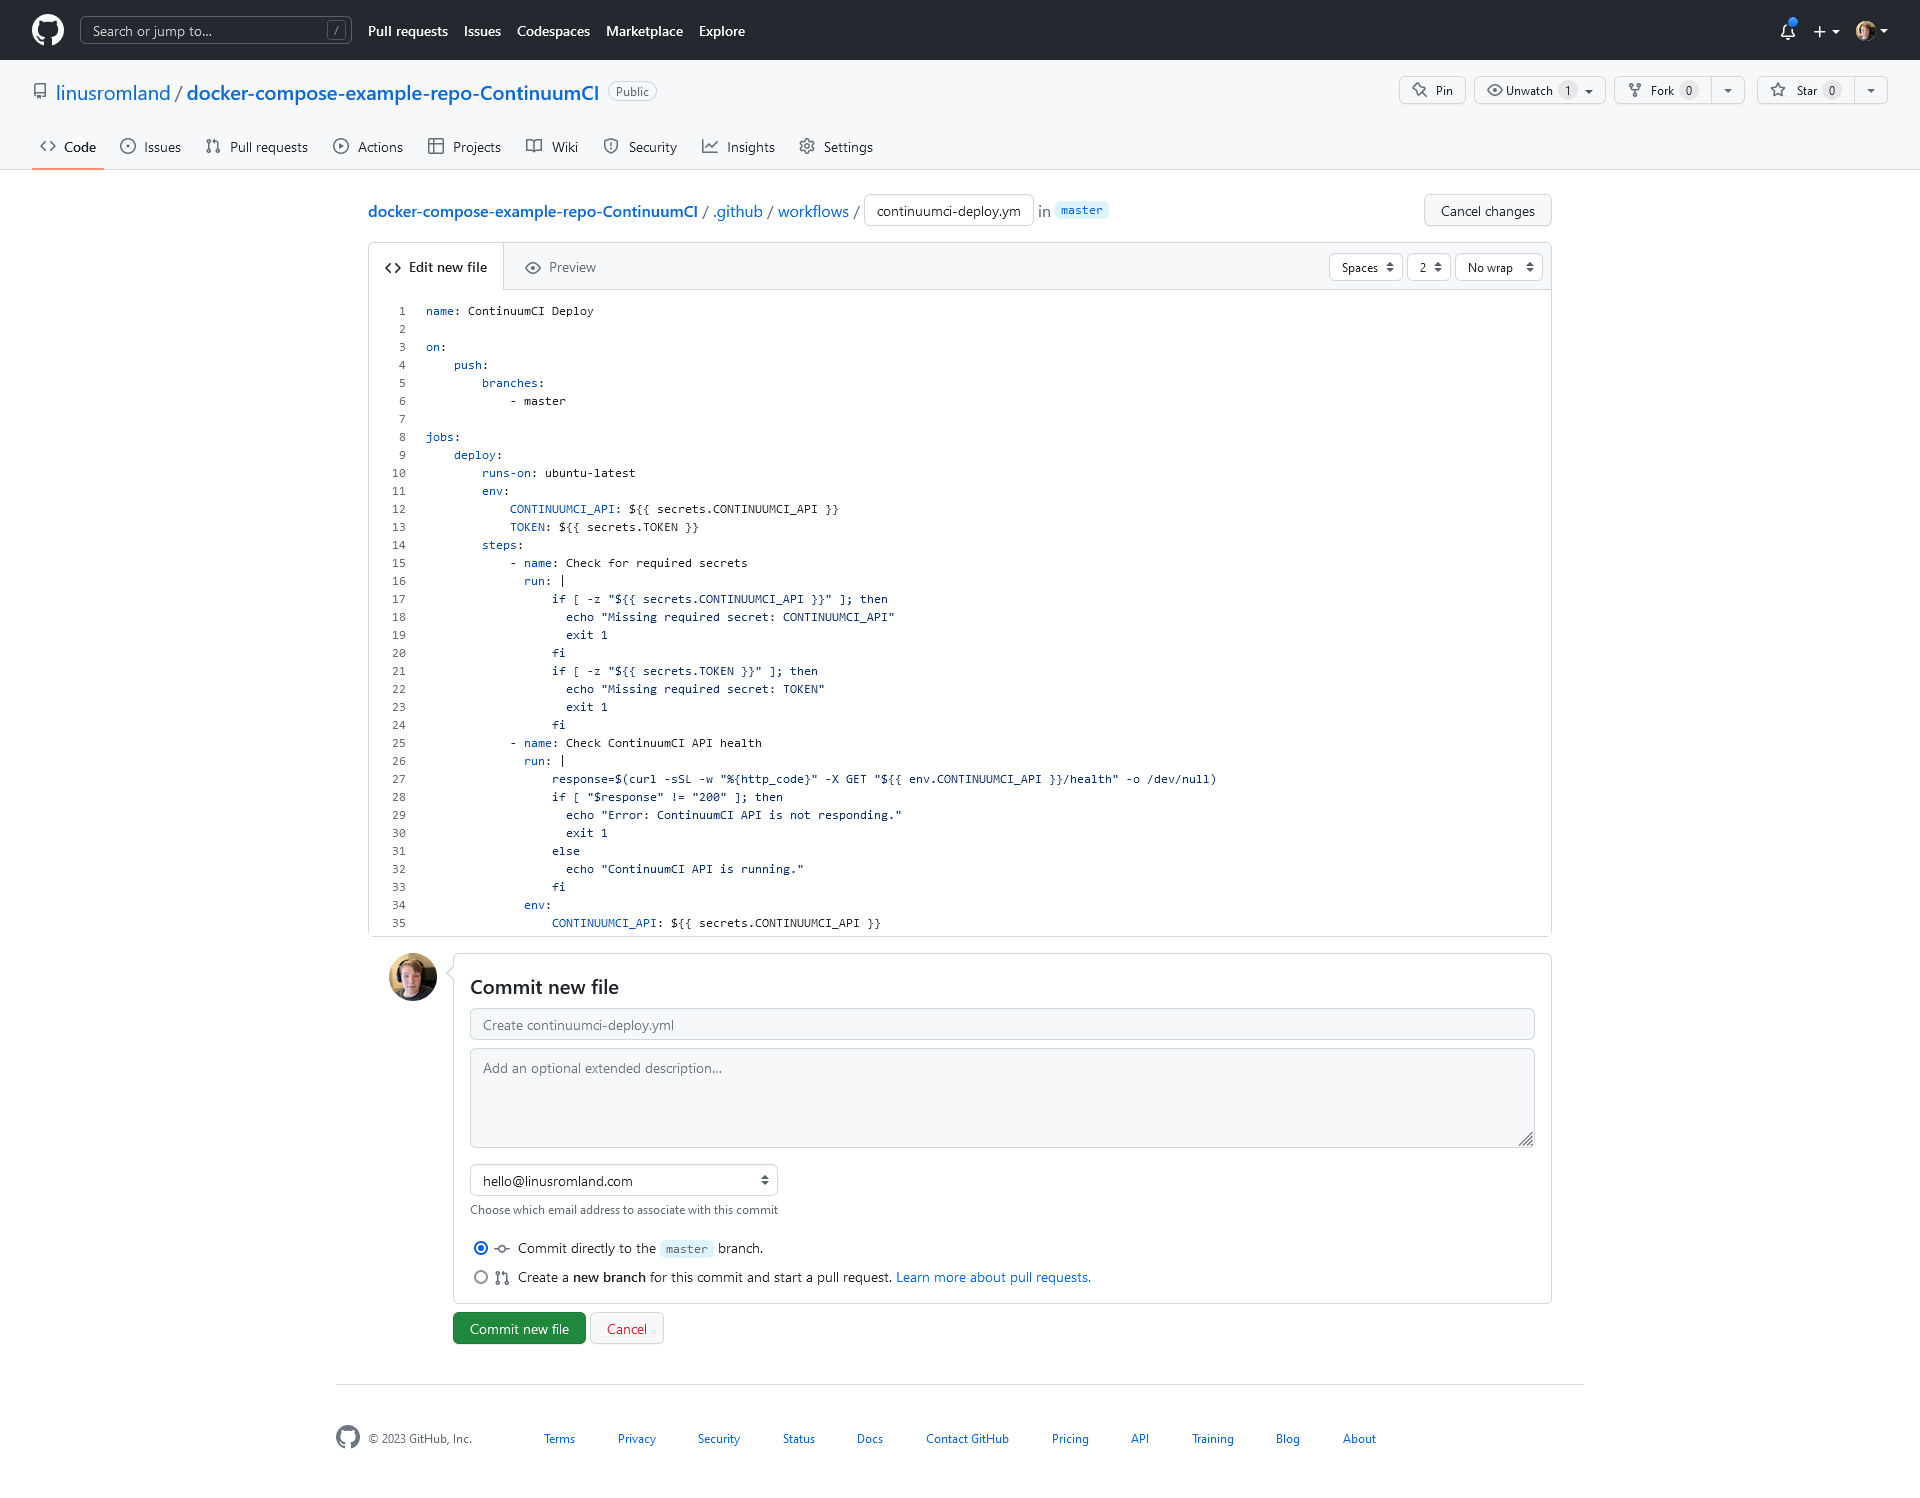 Search or jump to... /
Pull requests Issues Codespaces Marketplace Explore
linusromland / docker-compose-example-repo-ContinuumCI Public
Pin Unwatch 1 Fork 0 Star 0
Code Issues Pull requests Actions Projects Wiki Security Insights Settings
docker-compose-example-repo-ContinuumCI / .github / workflows / continuumci-deploy.ym in master Cancel changes
Edit new file Preview Spaces 2 No wrap
1 name: ContinuumCI Deploy
2
3 on:
4 push:
5 branches:
6 - master
7
8 jobs:
9 deploy:
10 runs-on: ubuntu-latest
11 env:
12 CONTINUUMCI_API: ${{ secrets.CONTINUUMCI_API }}
13 TOKEN: ${{ secrets.TOKEN }}
14 steps:
15 - name: Check for required secrets
16 run: |
17 if [ -z "${{ secrets.CONTINUUMCI_API }}" ]; then
18 echo "Missing required secret: CONTINUUMCI_API"
19 exit 1
20 fi
21 if [ -z "${{ secrets.TOKEN }}" ]; then
22 echo "Missing required secret: TOKEN"
23 exit 1
24 fi
25 - name: Check ContinuumCI API health
26 run: |
27 response=$(curl -sSL -w "%{http_code}" -X GET "${{ env.CONTINUUMCI_API }}/health" -o /dev/null)
28 if [ "$response" != "200" ]; then
29 echo "Error: ContinuumCI API is not responding."
30 exit 1
31 else
32 echo "ContinuumCI API is running."
33 fi
34 env:
35 CONTINUUMCI_API: ${{ secrets.CONTINUUMCI_API }}
Commit new file
Create continuumci-deploy.yml
Add an optional extended description...
hello@linusromland.com
Choose which email address to associate with this commit
Commit directly to the master branch.
Create a new branch for this commit and start a pull request. Learn more about pull requests.
Commit new file Cancel
© 2023 GitHub, Inc. Terms Privacy Security Status Docs Contact GitHub Pricing API Training Blog About